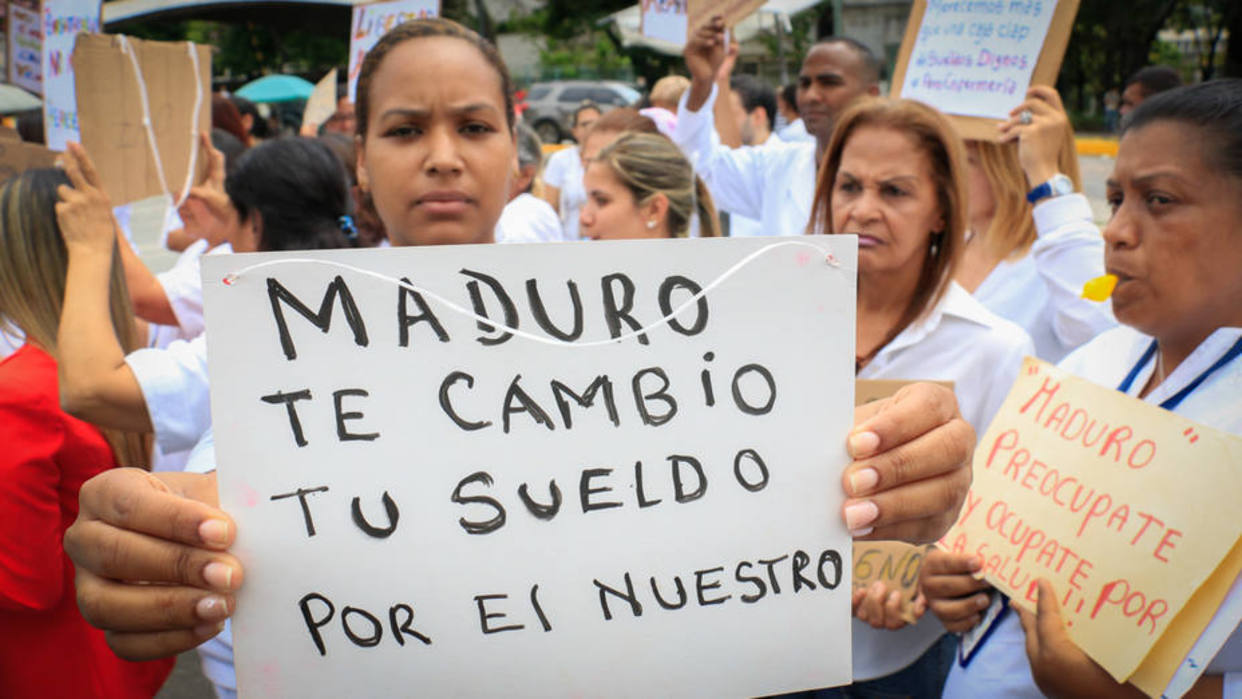 MADURO
TE CAMBiO
TU SUELDO
POR El NUESTRO
"MADURO"
PREOCUPATE
Y OCUPATE POR
LA SALUD!!
Merecemos más
que una caja clap
#Sueldos Dignos